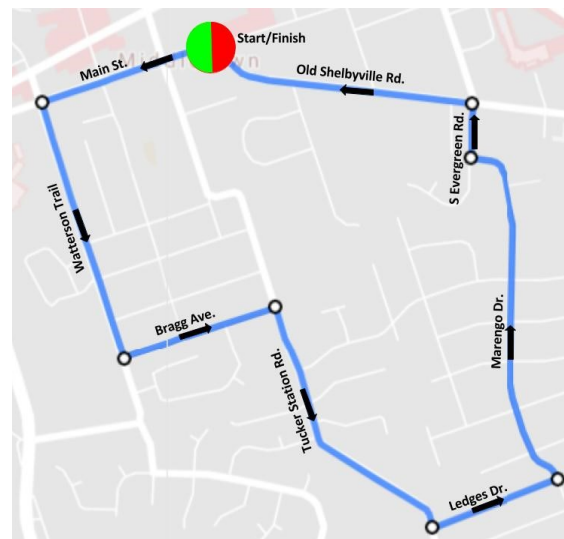 Start/Finish
Main St.
Old Shelbyville Rd.
S Evergreen Rd.
Watterson Trail
Bragg Ave.
Tucker Station Rd.
Marengo Dr.
Ledges Dr.